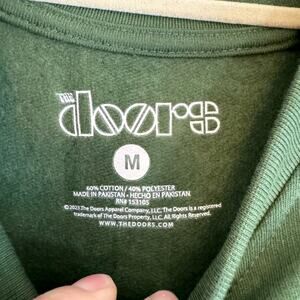 THE
doors
M
60% COTTON / 40% POLYESTER
MADE IN PAKISTAN • HECHO EN PAKISTAN
RN# 153105
©2023 The Doors Apparel Company, LLC. The Doors is a registered
trademark of The Doors Property, LLC. All Rights Reserved.
WWW.THEDOORS.COM